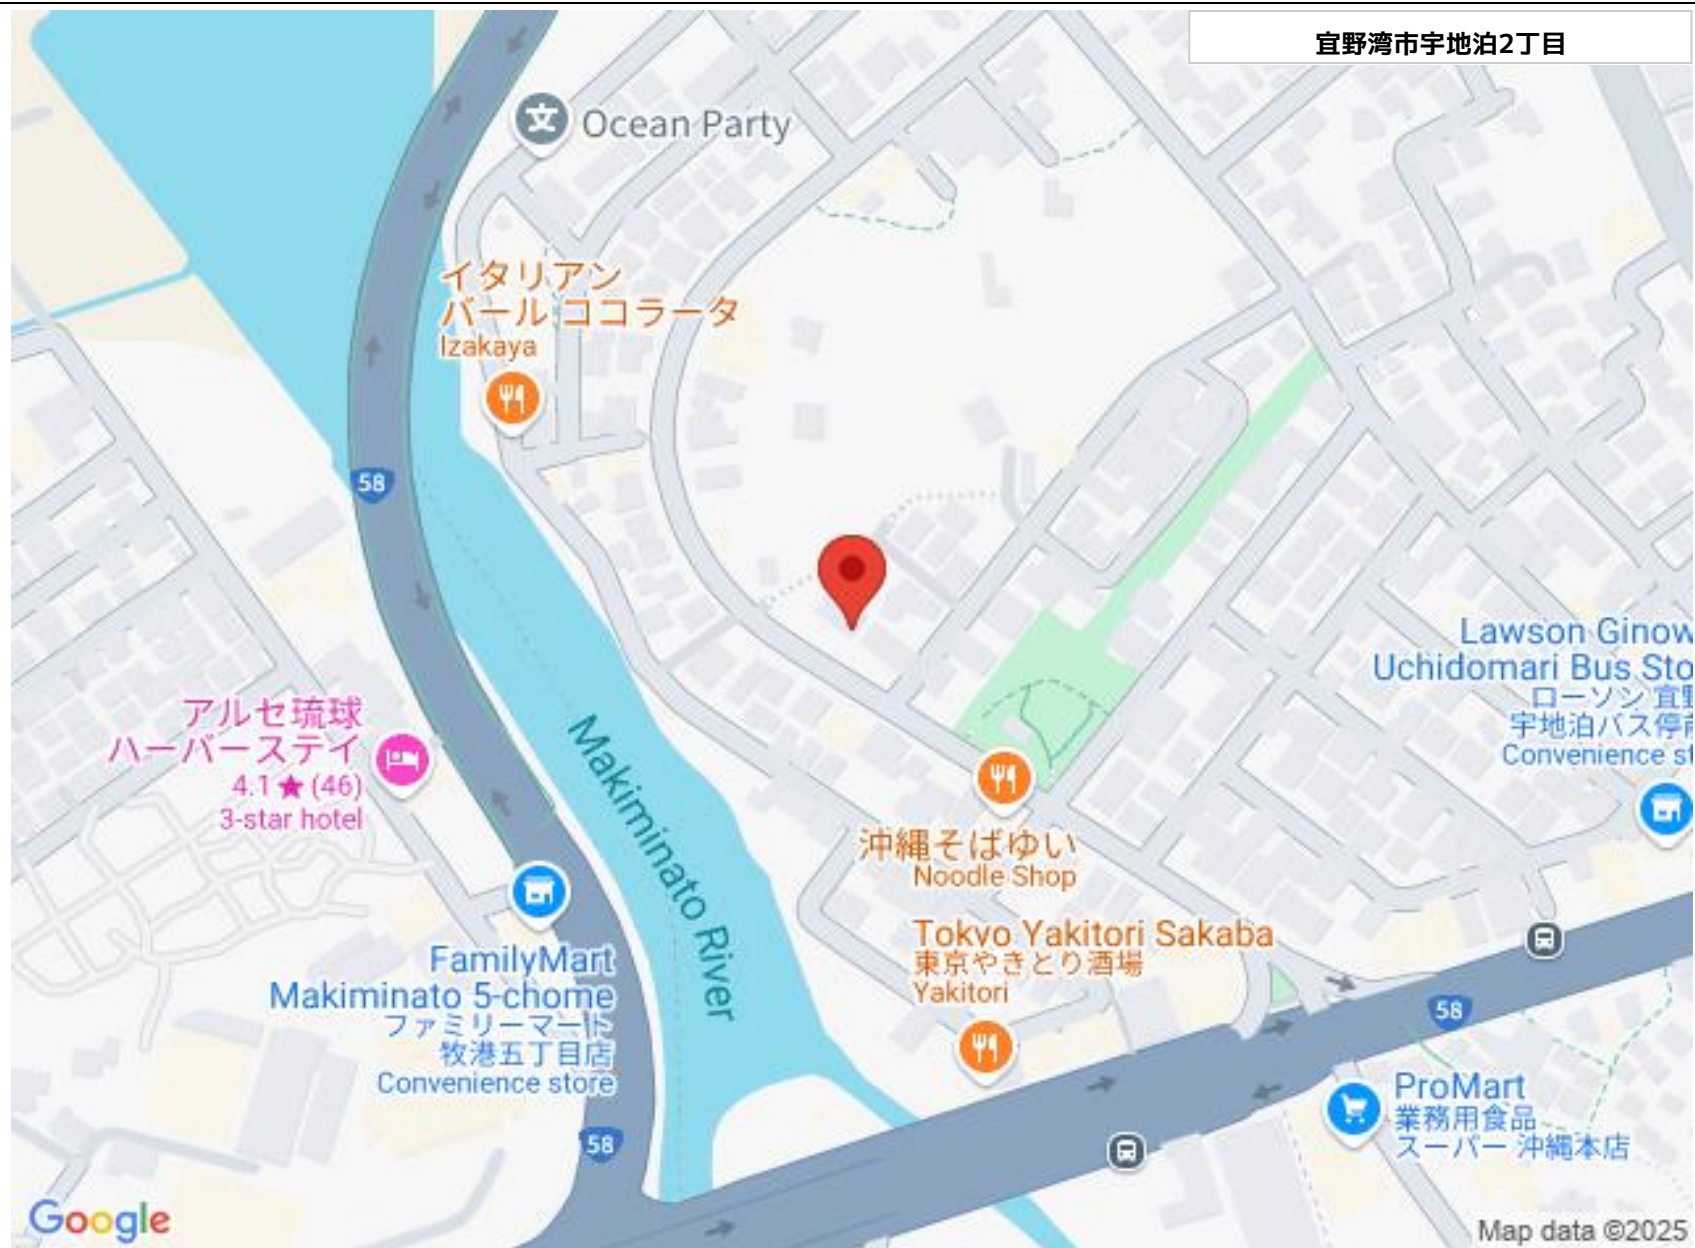 宜野湾市宇地泊2丁目
Ocean Party
イタリアン
バール ココラータ
Izakaya
58
Lawson Ginow
Uchidomari Bus Sto
ローソン 宜野
宇地泊バス停前
Convenience st
アルセ琉球
ハーバーステイ
4.1 ★ (46)
3-star hotel
Makiminato River
沖縄そばゆい
Noodle Shop
Tokyo Yakitori Sakaba
東京やきとり酒場
Yakitori
FamilyMart
Makiminato 5-chome
ファミリーマート
牧港五丁目店
Convenience store
58
ProMart
業務用食品
スーパー 沖縄本店
58
Google
Map data ©2025